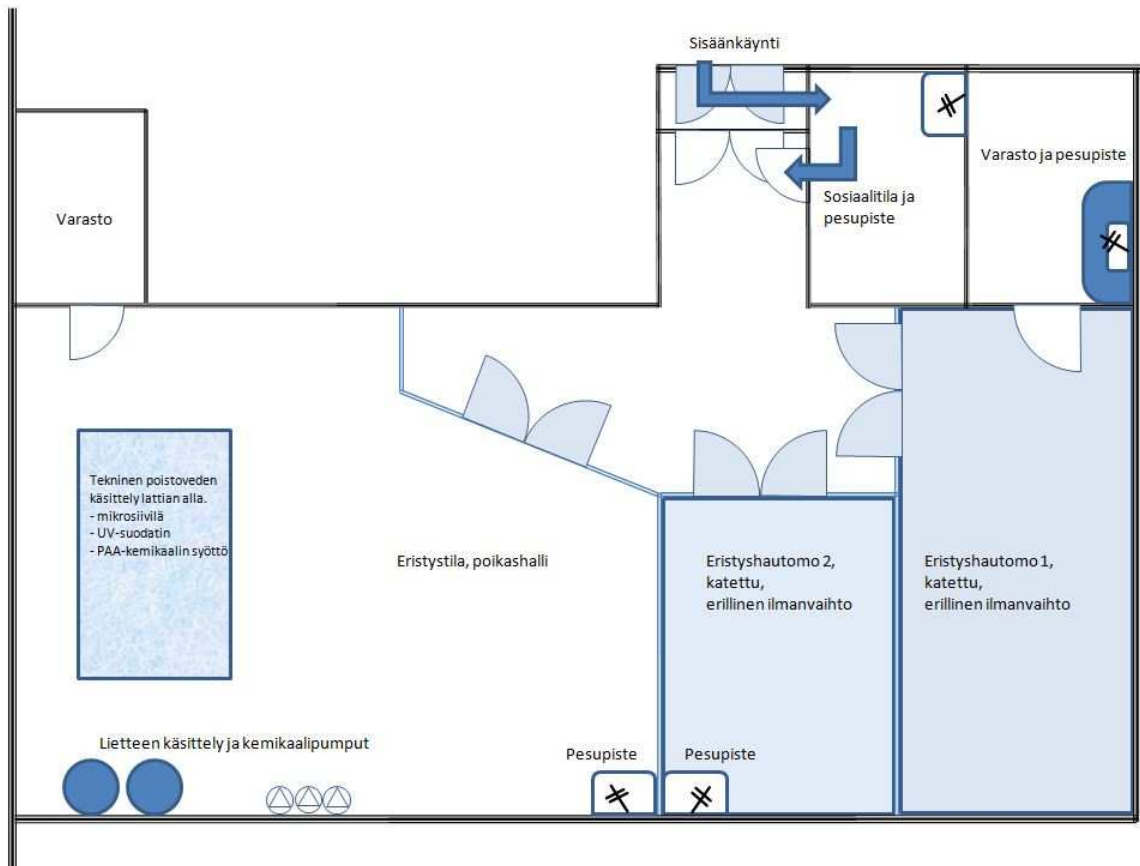 Sisäänkäynti
Varasto ja pesupiste
Sosiaalitila ja
pesupiste
Varasto
Tekninen poistoveden
käsittely lattian alla.
- mikrosiivilä
- UV-suodatin
- PAA-kemikaalin syöttö
Eristystila, poikashalli
Eristyshautomo 2,
katettu,
erillinen ilmanvaihto
Eristyshautomo 1,
katettu,
erillinen ilmanvaihto
Lietteen käsittely ja kemikaalipumput
Pesupiste
Pesupiste